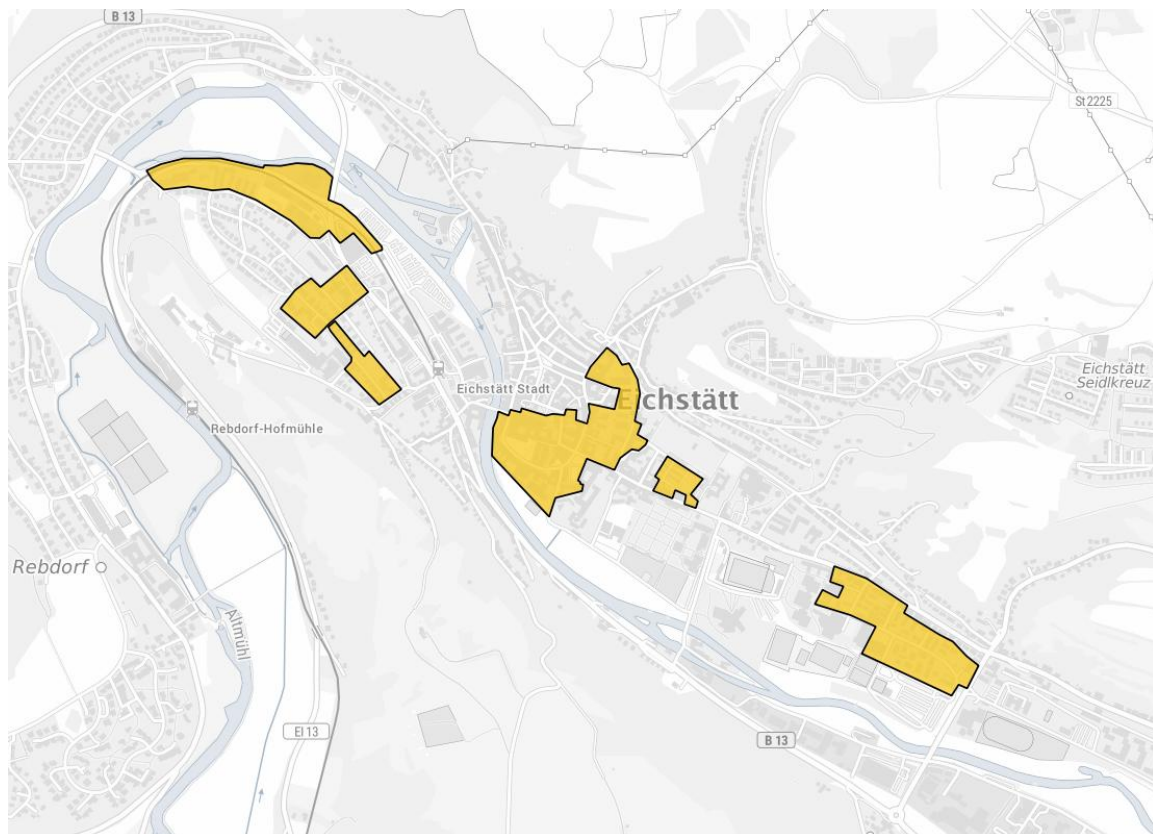 B 13
St 2225
Eichstätt Stadt
Eichstätt
Eichstätt
Seidlkreuz
Rebdorf-Hofmühle
Rebdorf
Altmühl
EI 13
B 13